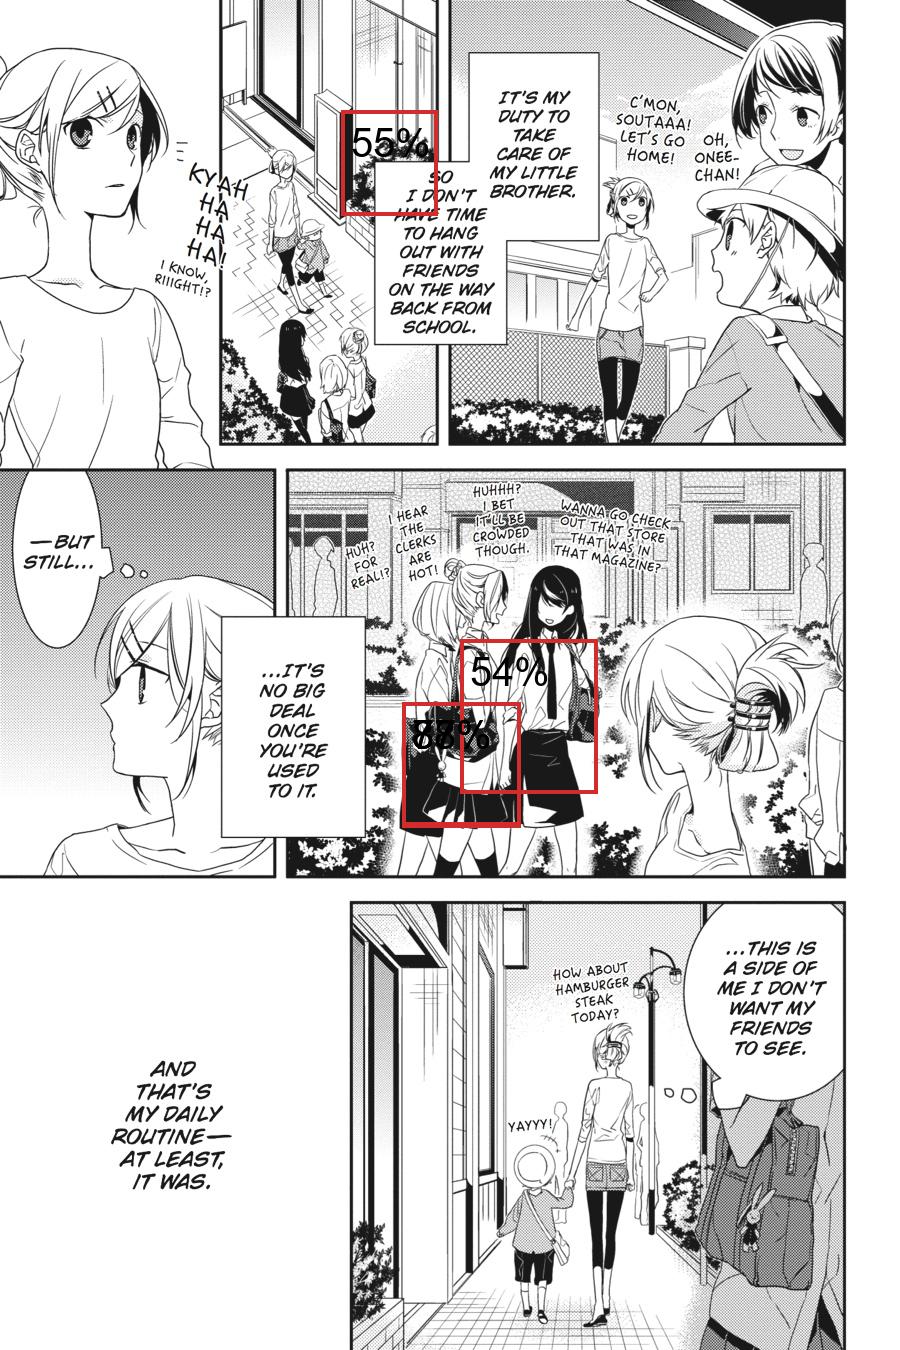 C'MON,
SOUTAAA!
LET'S GO
HOME!
OH,
ONEE-
CHAN!
IT'S MY
DUTY TO
TAKE
CARE OF
MY LITTLE
BROTHER.
55%
SO
I DON'T
HAVE TIME
TO HANG
OUT WITH
FRIENDS
ON THE WAY
BACK FROM
SCHOOL.
KYAH
HA
HA
HA!
I KNOW,
RIIIGHT!?
WANNA GO CHECK
OUT THAT STORE
THAT WAS IN
THAT MAGAZINE?
HUHHH?
I BET
IT'LL BE
CROWDED
THOUGH.
I HEAR
THE
CLERKS
ARE
HOT!
HUH?
FOR
REAL!?
54%
...IT'S
NO BIG
DEAL
ONCE
YOU'RE
USED
TO IT.
—BUT
STILL...
...THIS IS
A SIDE OF
ME I DON'T
WANT MY
FRIENDS
TO SEE.
HOW ABOUT
HAMBURGER
STEAK
TODAY?
YAYYY!
AND
THAT'S
MY DAILY
ROUTINE—
AT LEAST,
IT WAS.